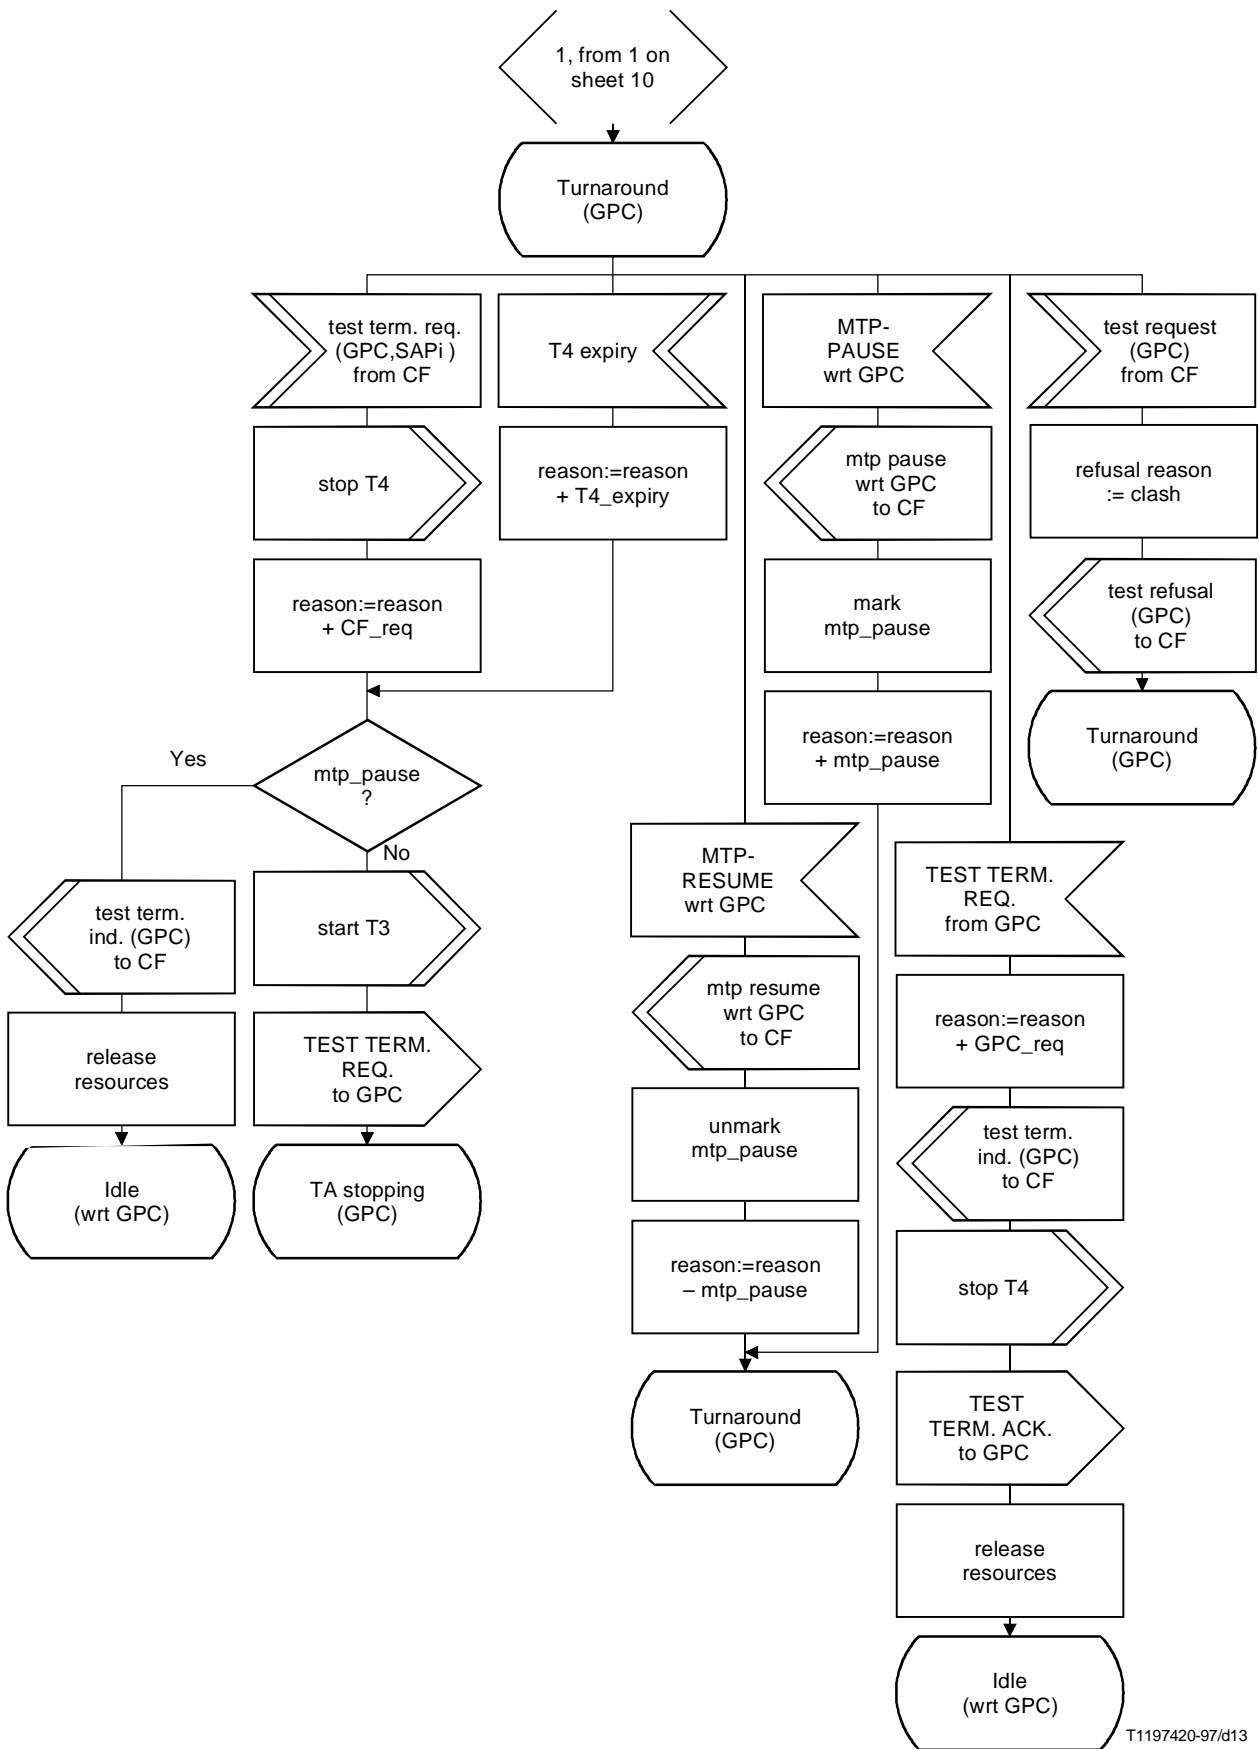 1, from 1 on
sheet 10
Turnaround
(GPC)
test term. req.
(GPC,SAPi )
from CF
T4 expiry
MTP-
PAUSE
wrt GPC
test request
(GPC)
from CF
stop T4
reason:=reason
+ T4_expiry
mtp pause
wrt GPC
to CF
refusal reason
:= clash
reason:=reason
+ CF_req
mark
mtp_pause
test refusal
(GPC)
to CF
Yes
mtp_pause
?
No
reason:=reason
+ mtp_pause
Turnaround
(GPC)
MTP-
RESUME
wrt GPC
TEST TERM.
REQ.
from GPC
test term.
ind. (GPC)
to CF
start T3
mtp resume
wrt GPC
to CF
reason:=reason
+ GPC_req
release
resources
TEST TERM.
REQ.
to GPC
unmark
mtp_pause
test term.
ind. (GPC)
to CF
Idle
(wrt GPC)
TA stopping
(GPC)
reason:=reason
– mtp_pause
stop T4
Turnaround
(GPC)
TEST
TERM. ACK.
to GPC
release
resources
Idle
(wrt GPC)
T1197420-97/d13